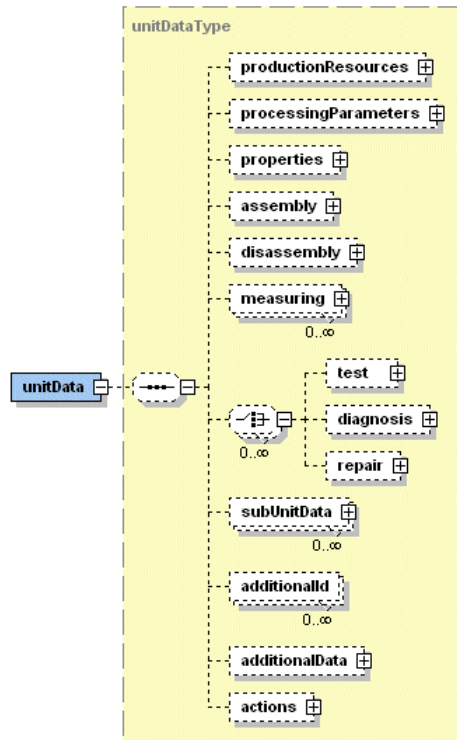 unitDataType
productionResources
processingParameters
properties
assembly
disassembly
measuring
0..∞
unitData
test
diagnosis
0..∞
repair
subUnitData
0..∞
additionalId
0..∞
additionalData
actions